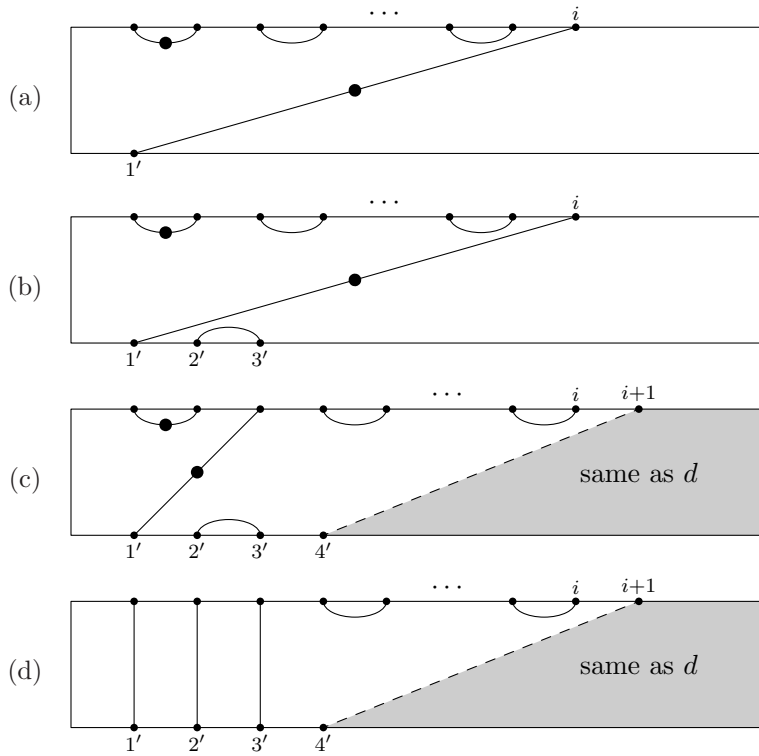 ··· i
(a)
1′
··· i
(b)
1′ 2′ 3′
··· i i+1
(c) same as d
1′ 2′ 3′ 4′
··· i i+1
(d) same as d
1′ 2′ 3′ 4′